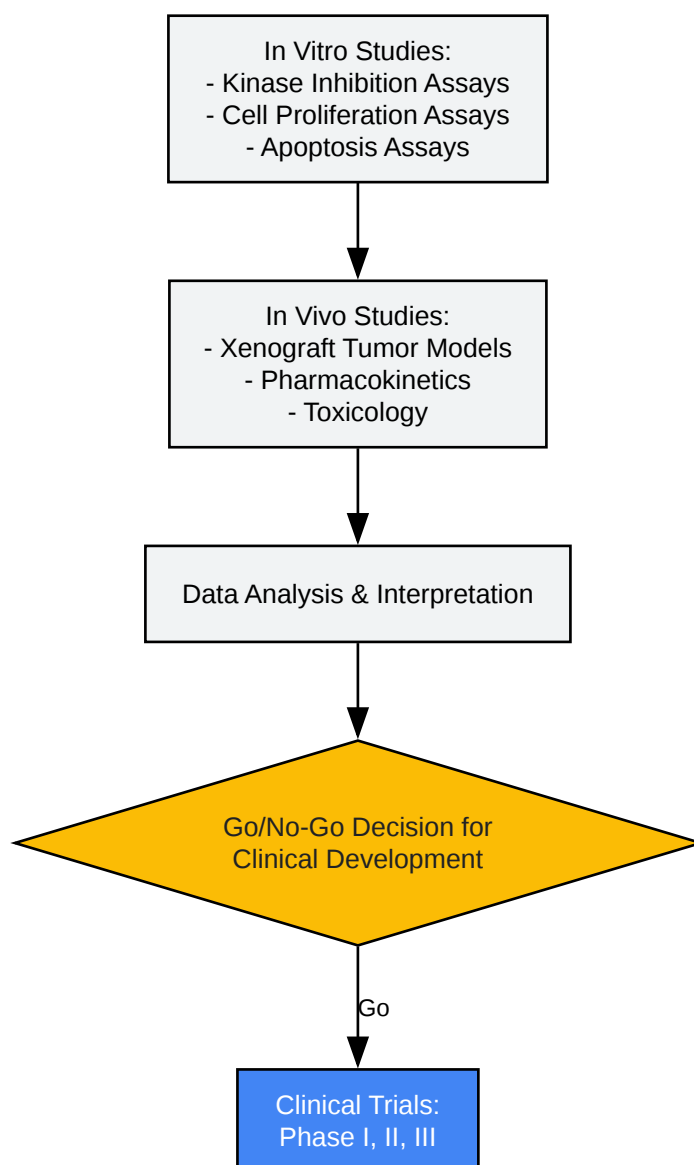 In Vitro Studies:
- Kinase Inhibition Assays
- Cell Proliferation Assays
- Apoptosis Assays
In Vivo Studies:
- Xenograft Tumor Models
- Pharmacokinetics
- Toxicology
Data Analysis & Interpretation
Go/No-Go Decision for
Clinical Development
Go
Clinical Trials:
Phase I, II, III